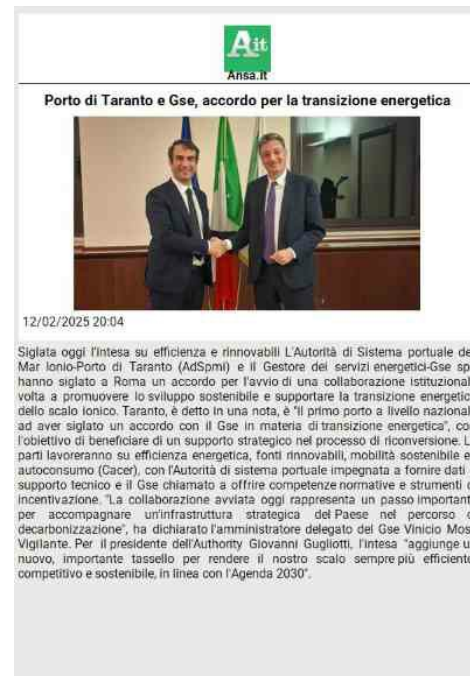 Ait
Ansa.it
Porto di Taranto e Gse, accordo per la transizione energetica
12/02/2025 20:04
Siglata oggi l'intesa su efficienza e rinnovabili L'Autorità di Sistema portuale de
Mar Ionio-Porto di Taranto (AdSpmi) e il Gestore dei servizi energetici-Gse sp
hanno siglato a Roma un accordo per l'avvio di una collaborazione istituzional
volta a promuovere lo sviluppo sostenibile e supportare la transizione energetic
dello scalo ionico. Taranto, è detto in una nota, è "il primo porto a livello nazional
ad aver siglato un accordo con il Gse in materia di transizione energetica", co
l'obiettivo di beneficiare di un supporto strategico nel processo di riconversione. L
parti lavoreranno su efficienza energetica, fonti rinnovabili, mobilità sostenibile e
autoconsumo (Cacer), con l'Autorità di sistema portuale impegnata a fornire dati
supporto tecnico e il Gse chiamato a offrire competenze normative e strumenti d
incentivazione. "La collaborazione avviata oggi rappresenta un passo important
per accompagnare un'infrastruttura strategica del Paese nel percorso d
decarbonizzazione", ha dichiarato l'amministratore delegato del Gse Vinicio Mos
Vigilante. Per il presidente dell'Authority Giovanni Gugliotti, l'intesa "aggiunge u
nuovo, importante tassello per rendere il nostro scalo sempre più efficiente
competitivo e sostenibile, in linea con l'Agenda 2030".